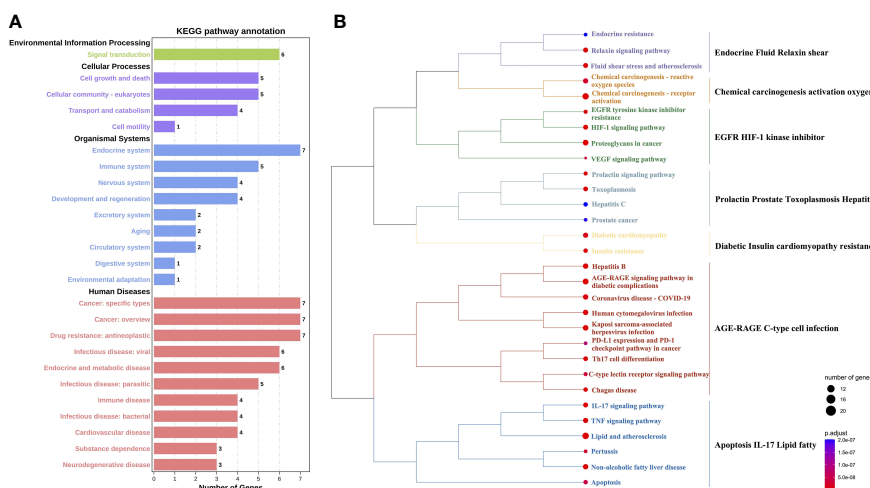 A
B
KEGG pathway annotation
Environmental Information Processing
Signal transduction 6
Cellular Processes
Cell growth and death 5
Cellular community - eukaryotes 5
Transport and catabolism 4
Cell motility 1
Organismal Systems
Endocrine system 7
Immune system 5
Nervous system 4
Development and regeneration 4
Excretory system 2
Aging 2
Circulatory system 2
Digestive system 1
Environmental adaptation 1
Human Diseases
Cancer: specific types 7
Cancer: overview 7
Drug resistance: antineoplastic 7
Infectious disease: viral 6
Endocrine and metabolic disease 6
Infectious disease: parasitic 5
Immune disease 4
Infectious disease: bacterial 4
Cardiovascular disease 4
Substance dependence 3
Neurodegenerative disease 3
0 1 2 3 4 5 6 7
Number of Genes
Endocrine resistance
Relaxin signaling pathway
Fluid shear stress and atherosclerosis
Chemical carcinogenesis - reactive
oxygen species
Chemical carcinogenesis - receptor
activation
EGFR tyrosine kinase inhibitor
resistance
HIF-1 signaling pathway
Proteoglycans in cancer
VEGF signaling pathway
Prolactin signaling pathway
Toxoplasmosis
Hepatitis C
Prostate cancer
Diabetic cardiomyopathy
Insulin resistance
Hepatitis B
AGE-RAGE signaling pathway in
diabetic complications
Coronavirus disease - COVID-19
Human cytomegalovirus infection
Kaposi sarcoma-associated
herpesvirus infection
PD-L1 expression and PD-1
checkpoint pathway in cancer
Th17 cell differentiation
C-type lectin receptor signaling pathway
Chagas disease
IL-17 signaling pathway
TNF signaling pathway
Lipid and atherosclerosis
Pertussis
Non-alcoholic fatty liver disease
Apoptosis
Endocrine Fluid Relaxin shear
Chemical carcinogenesis activation oxygen
EGFR HIF-1 kinase inhibitor
Prolactin Prostate Toxoplasmosis Hepatit
Diabetic Insulin cardiomyopathy resistanc
AGE-RAGE C-type cell infection
Apoptosis IL-17 Lipid fatty
number of gene
12
16
20
p.adjust
2.0e-07
1.5e-07
1.0e-07
5.0e-08